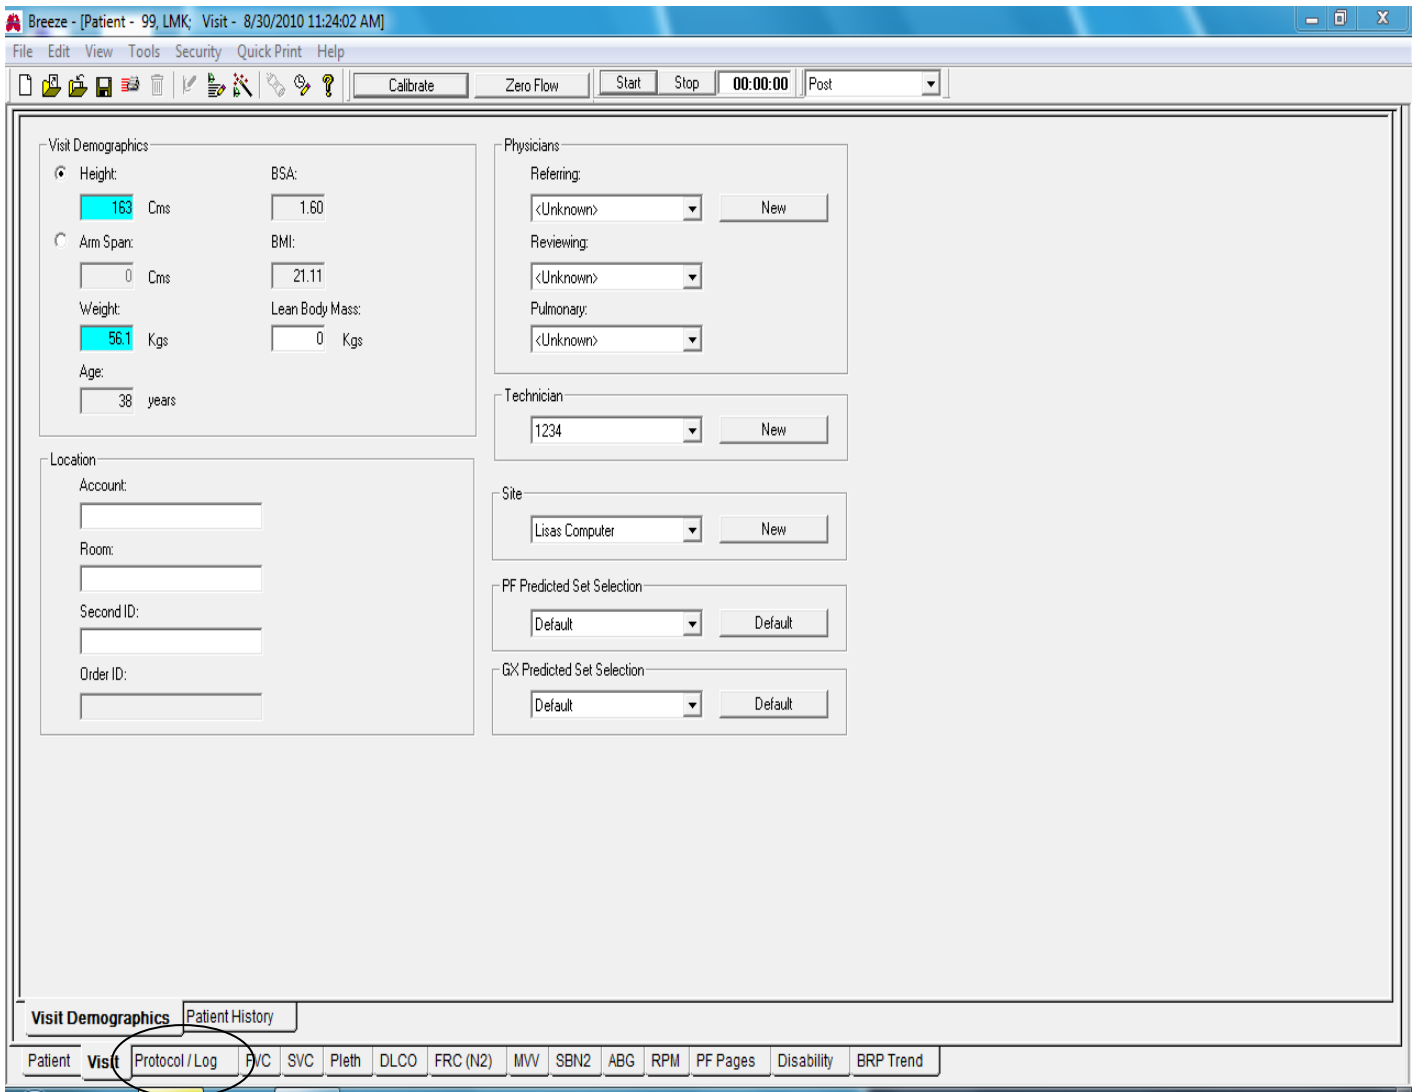 Breeze - [Patient - 99, LMK; Visit - 8/30/2010 11:24:02 AM]
File Edit View Tools Security Quick Print Help
Calibrate Zero Flow Start Stop 00:00:00 Post
Visit Demographics
Height: BSA:
163 Cms 1.60
Arm Span: BMI:
0 Cms 21.11
Weight: Lean Body Mass:
56.1 Kgs 0 Kgs
Age:
38 years
Location
Account:
Room:
Second ID:
Order ID:
Physicians
Referring:
<Unknown> New
Reviewing:
<Unknown>
Pulmonary:
<Unknown>
Technician
1234 New
Site
Lisas Computer New
PF Predicted Set Selection
Default Default
GX Predicted Set Selection
Default Default
Visit Demographics Patient History
Patient Visit Protocol / Log FVC SVC Pleth DLCO FRC (N2) MVV SBN2 ABG RPM PF Pages Disability BRP Trend